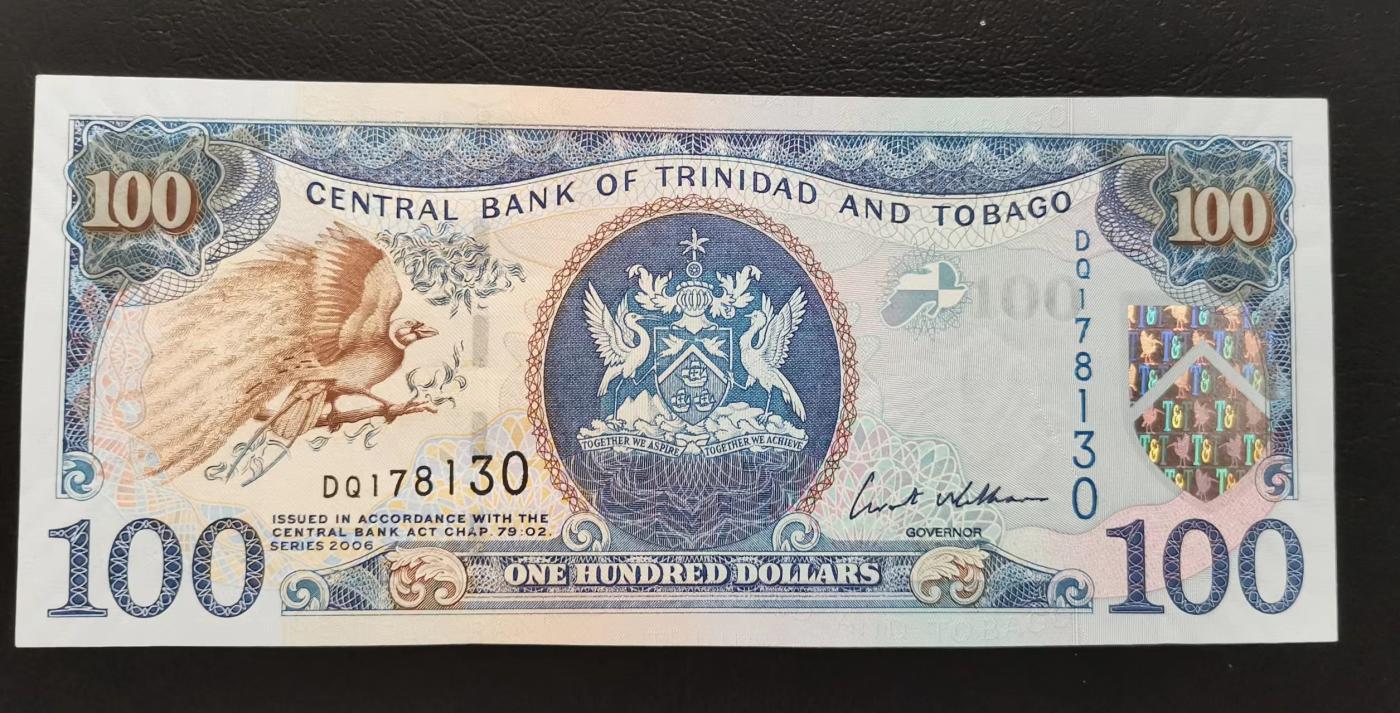 100
CENTRAL BANK OF TRINIDAD AND TOBAGO
100
100
DQ178130
T&T
TOGETHER WE ASPIRE TOGETHER WE ACHIEVE
DQ178130
ISSUED IN ACCORDANCE WITH THE
CENTRAL BANK ACT CHAP. 79:02.
SERIES 2006
GOVERNOR
100
ONE HUNDRED DOLLARS
100